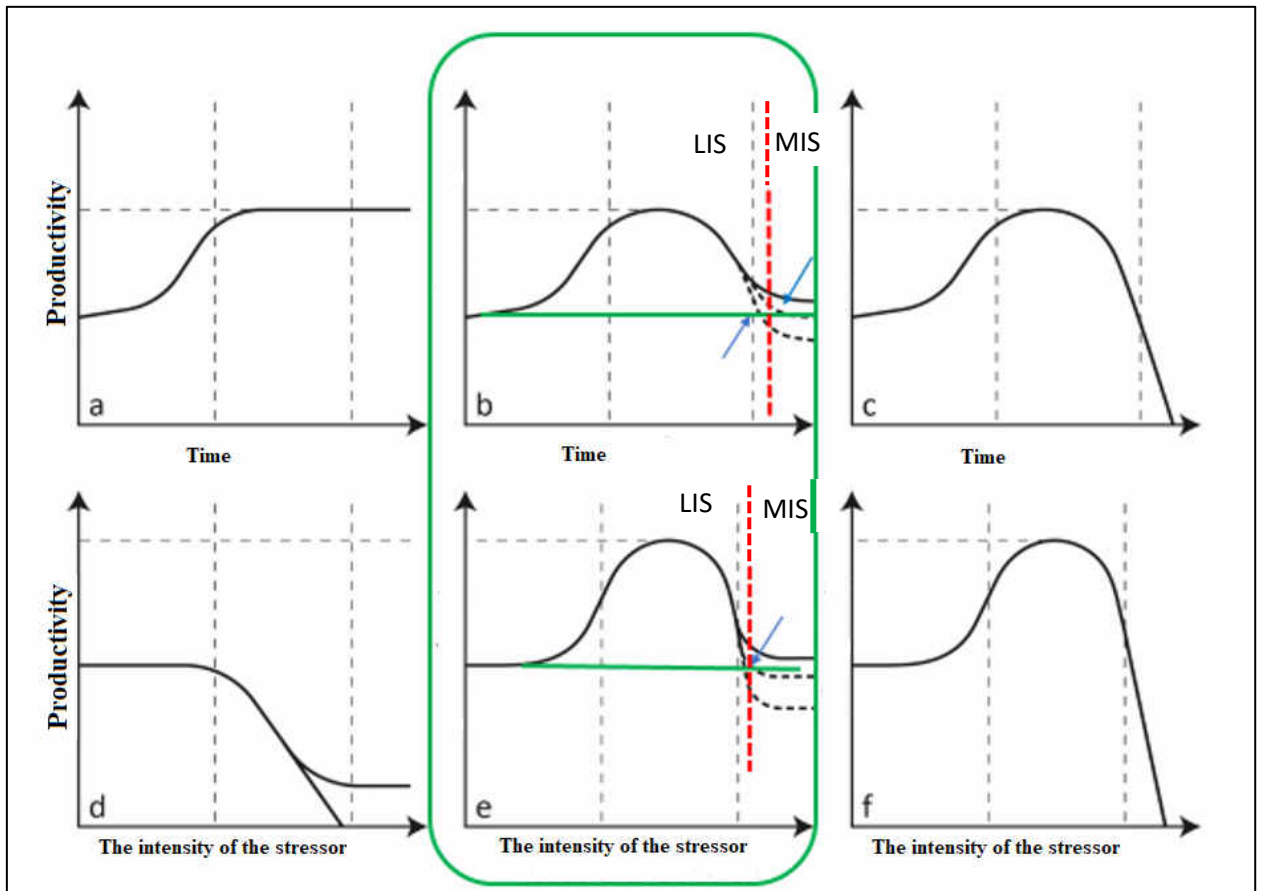 LIS MIS
Productivity
a b c
Time Time Time
LIS MIS
Productivity
d e f
The intensity of the stressor The intensity of the stressor The intensity of the stressor